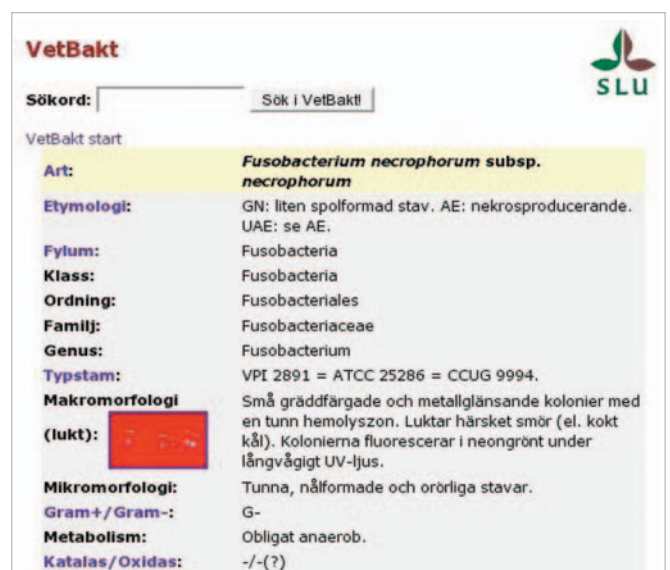 VetBakt
SLU
Sökord:
Sök i VetBakt!
VetBakt start
Art: Fusobacterium necrophorum subsp.
necrophorum
Etymologi: GN: liten spolformad stav. AE: nekrosproducerande.
UAE: se AE.
Fylum: Fusobacteria
Klass: Fusobacteria
Ordning: Fusobacteriales
Familj: Fusobacteriaceae
Genus: Fusobacterium
Typstam: VPI 2891 = ATCC 25286 = CCUG 9994.
Makromorfologi Små gräddfärgade och metallglänsande kolonier med
(lukt): en tunn hemolyszon. Luktar härsket smör (el. kokt
kål). Kolonierna fluorescerar i neongrönt under
långvågigt UV-ljus.
Mikromorfologi: Tunna, nålformade och orörliga stavar.
Gram+/Gram-: G-
Metabolism: Obligat anaerob.
Katalas/Oxidas: -/-(?)